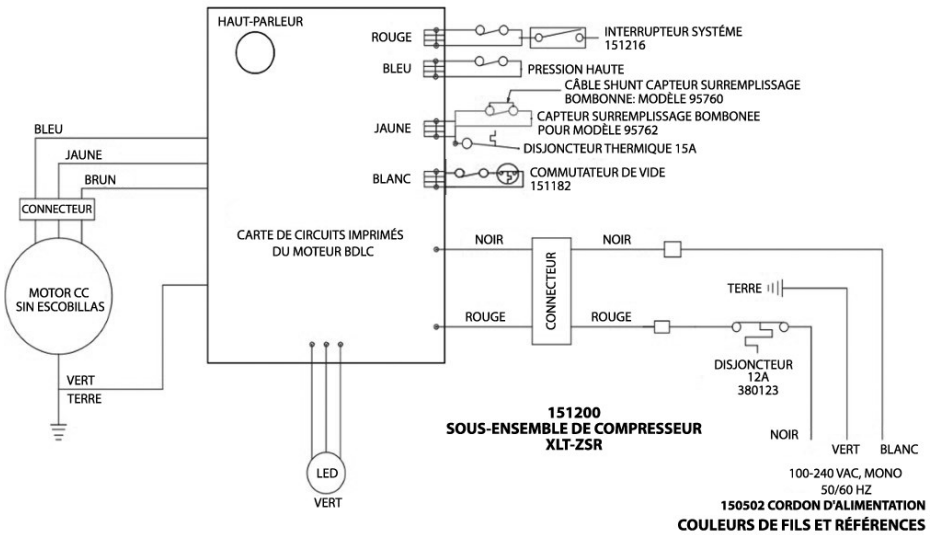 HAUT-PARLEUR
ROUGE
INTERRUPTEUR SYSTÉME
151216
BLEU
PRESSION HAUTE
CÂBLE SHUNT CAPTEUR SURREMPLISSAGE
BOMBONNE: MODÈLE 95760
JAUNE
CAPTEUR SURREMPLISSAGE BOMBONEE
POUR MODÈLE 95762
DISJONCTEUR THERMIQUE 15A
BLANC
COMMUTATEUR DE VIDE
151182
BLEU
JAUNE
BRUN
CONNECTEUR
CARTE DE CIRCUITS IMPRIMÉS
DU MOTEUR BDLC
MOTOR CC
SIN ESCOBILLAS
NOIR
CONNECTEUR
NOIR
TERRE
ROUGE
ROUGE
DISJONCTEUR
12A
380123
VERT
TERRE
151200
SOUS-ENSEMBLE DE COMPRESSEUR
XLT-ZSR
LED
VERT
NOIR
VERT
BLANC
100-240 VAC, MONO
50/60 HZ
150502 CORDON D'ALIMENTATION
COULEURS DE FILS ET RÉFÉRENCES